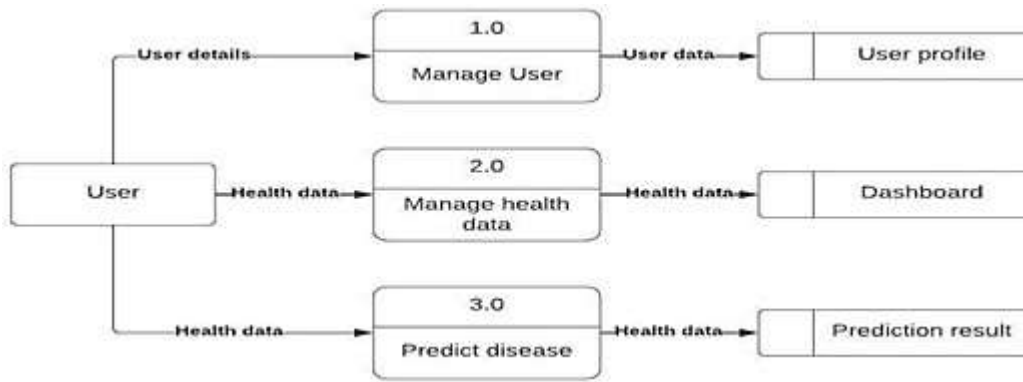 1.0
User details
Manage User
User data
User profile
User
Health data
2.0
Manage health
data
Health data
Dashboard
Health data
3.0
Predict disease
Health data
Prediction result